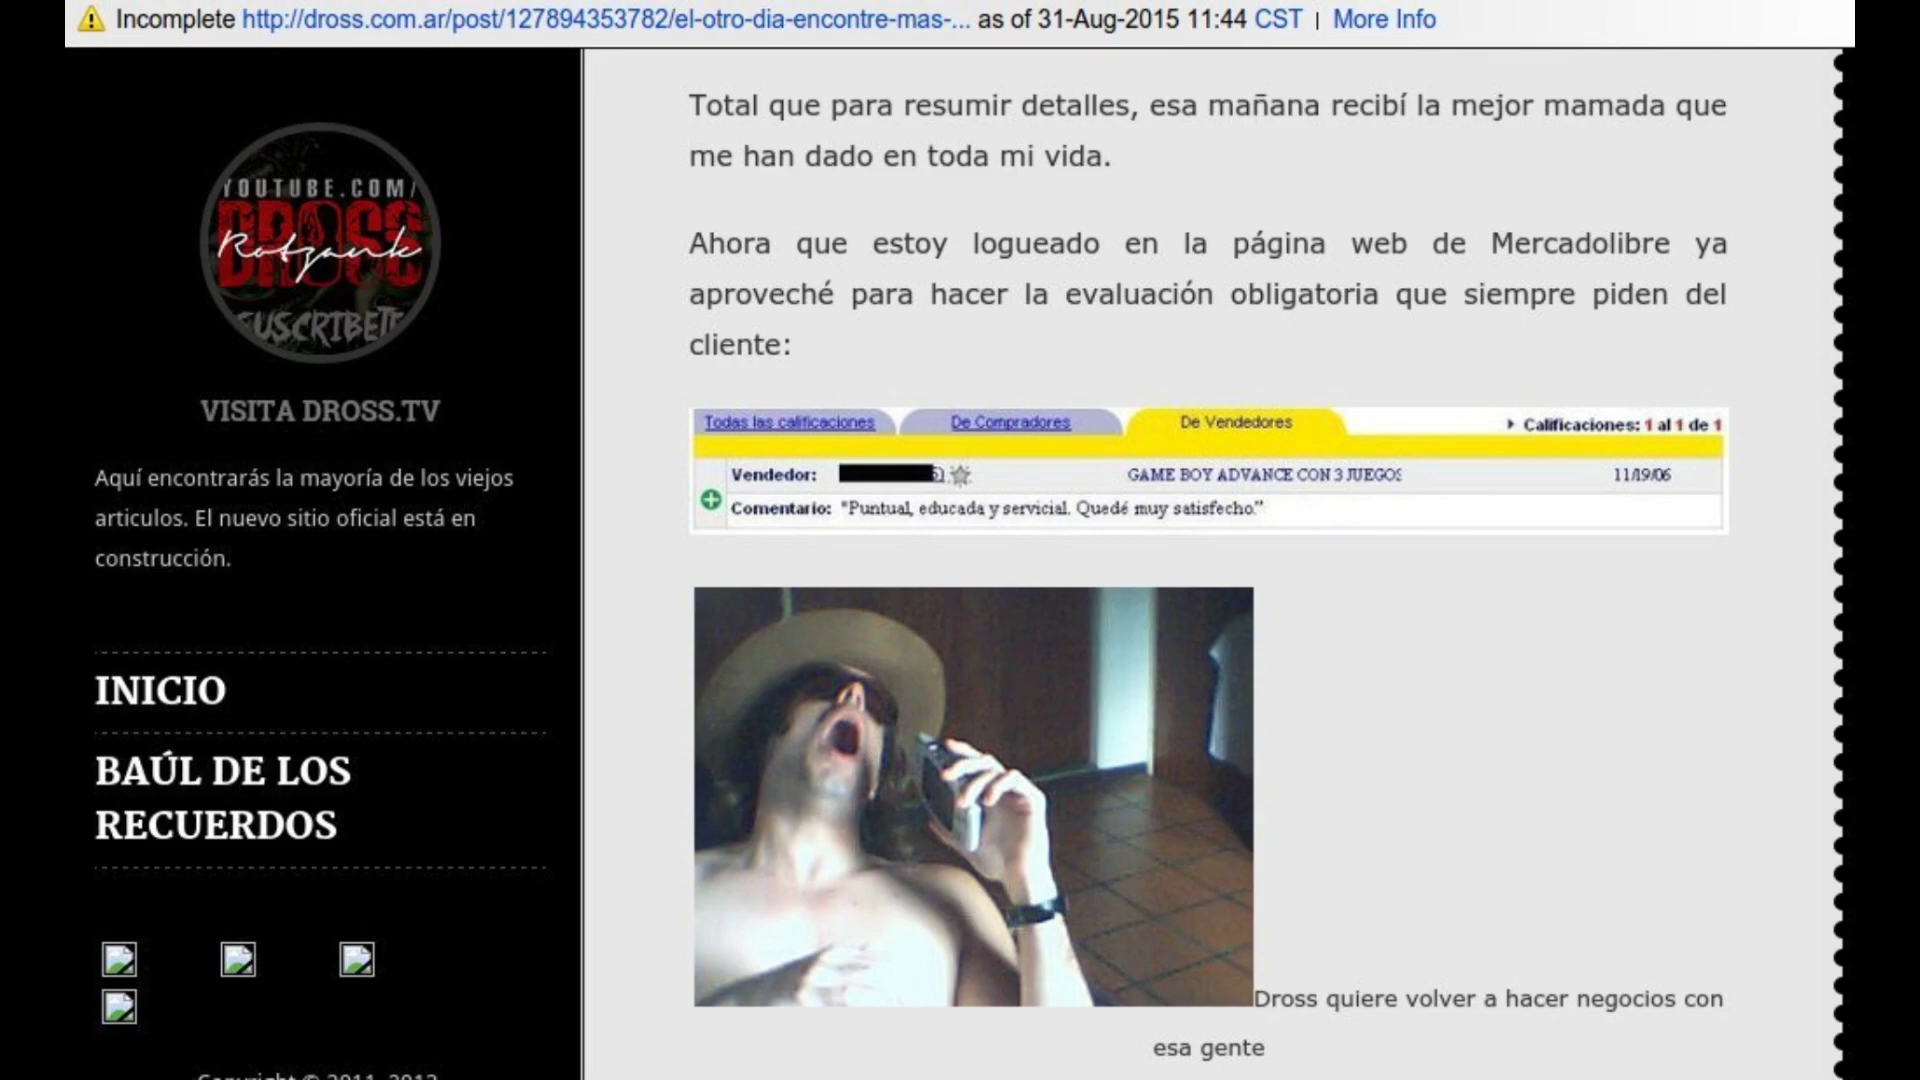 Incomplete http://dross.com.ar/post/127894353782/el-otro-dia-encontre-mas-... as of 31-Aug-2015 11:44 CST | More Info
YOUTUBE.COM/
DROSS
Rotzank
SUSCRIBETE
VISITA DROSS.TV
Aquí encontrarás la mayoría de los viejos
articulos. El nuevo sitio oficial está en
construcción.
INICIO
BAÚL DE LOS
RECUERDOS
Copyright © 2011-2013
Total que para resumir detalles, esa mañana recibí la mejor mamada que
me han dado en toda mi vida.
Ahora que estoy logueado en la página web de Mercadolibre ya
aproveché para hacer la evaluación obligatoria que siempre piden del
cliente:
Todas las calificaciones De Compradores De Vendedores Calificaciones: 1 al 1 de 1
Vendedor: GAME BOY ADVANCE CON 3 JUEGOS 11/19/06
Comentario: "Puntual, educada y servicial. Quedé muy satisfecho."
Dross quiere volver a hacer negocios con
esa gente